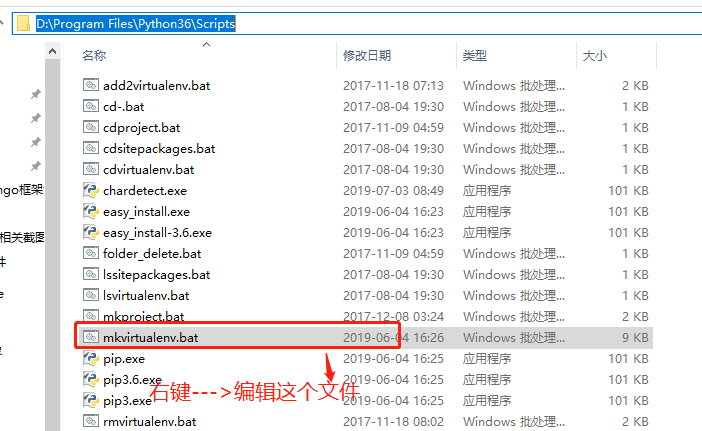 D:\Program Files\Python36\Scripts
名称 修改日期 类型 大小
add2virtualenv.bat 2017-11-18 07:13 Windows 批处理... 2 KB
cd-.bat 2017-08-04 19:30 Windows 批处理... 1 KB
cdproject.bat 2017-11-09 04:59 Windows 批处理... 1 KB
cdsitepackages.bat 2017-08-04 19:30 Windows 批处理... 1 KB
cdvirtualenv.bat 2017-08-04 19:30 Windows 批处理... 1 KB
ngo框架 chardetect.exe 2019-07-03 08:49 应用程序 101 KB
easy_install.exe 2019-06-04 16:23 应用程序 101 KB
相关截图 easy_install-3.6.exe 2019-06-04 16:23 应用程序 101 KB
件 folder_delete.bat 2017-11-09 04:59 Windows 批处理... 1 KB
lssitepackages.bat 2017-08-04 19:30 Windows 批处理... 1 KB
e lsvirtualenv.bat 2017-08-04 19:30 Windows 批处理... 1 KB
mkproject.bat 2017-12-08 03:24 Windows 批处理... 2 KB
mkvirtualenv.bat 2019-06-04 16:26 Windows 批处理... 9 KB
pip.exe 2019-06-04 16:25 应用程序 101 KB
pip3.6.exe 2019-06-04 16:25 应用程序 101 KB
右键--->编辑这个文件
pip3.exe 2019-06-04 16:25 应用程序 101 KB
rmvirtualenv.bat 2017-11-18 08:02 Windows 批处理... 2 KB